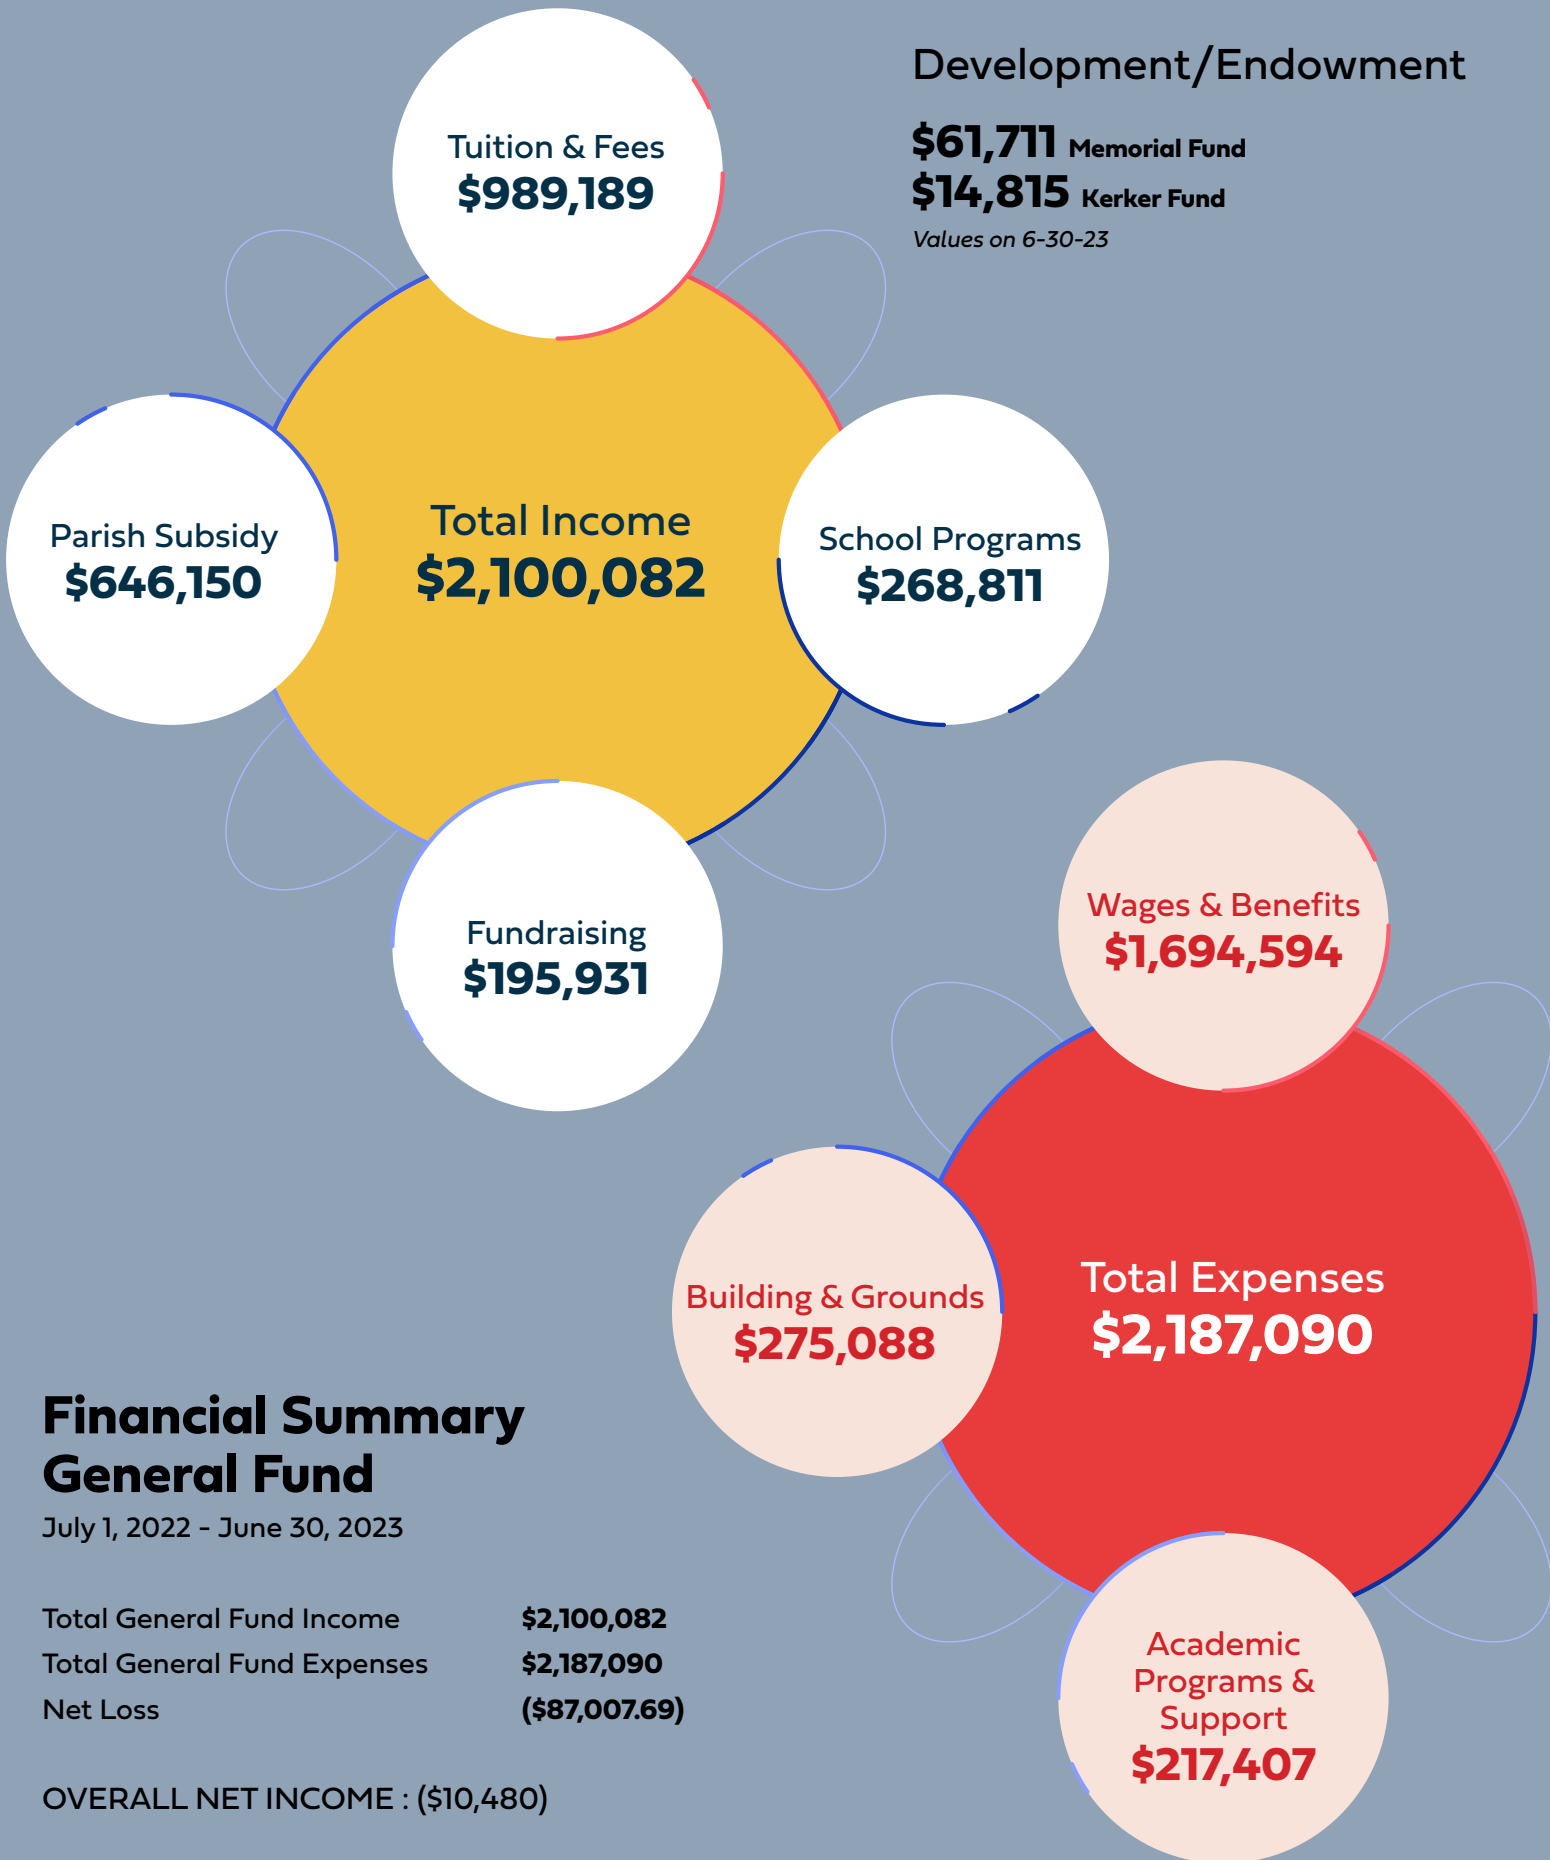 Development/Endowment
$61,711 Memorial Fund
$14,815 Kerker Fund
Values on 6-30-23
Tuition & Fees
$989,189
Parish Subsidy
$646,150
Total Income
$2,100,082
School Programs
$268,811
Fundraising
$195,931
Wages & Benefits
$1,694,594
Building & Grounds
$275,088
Total Expenses
$2,187,090
Academic
Programs &
Support
$217,407
Financial Summary
General Fund
July 1, 2022 - June 30, 2023
Total General Fund Income $2,100,082
Total General Fund Expenses $2,187,090
Net Loss ($87,007.69)
OVERALL NET INCOME : ($10,480)